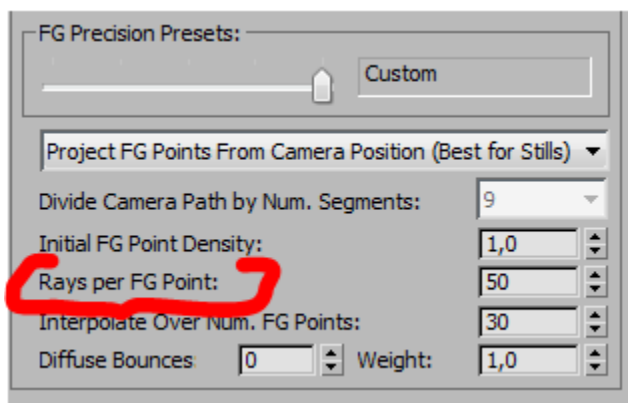 FG Precision Presets:
Custom
Project FG Points From Camera Position (Best for Stills)
Divide Camera Path by Num. Segments: 9
Initial FG Point Density: 1,0
Rays per FG Point: 50
Interpolate Over Num. FG Points: 30
Diffuse Bounces 0 Weight: 1,0